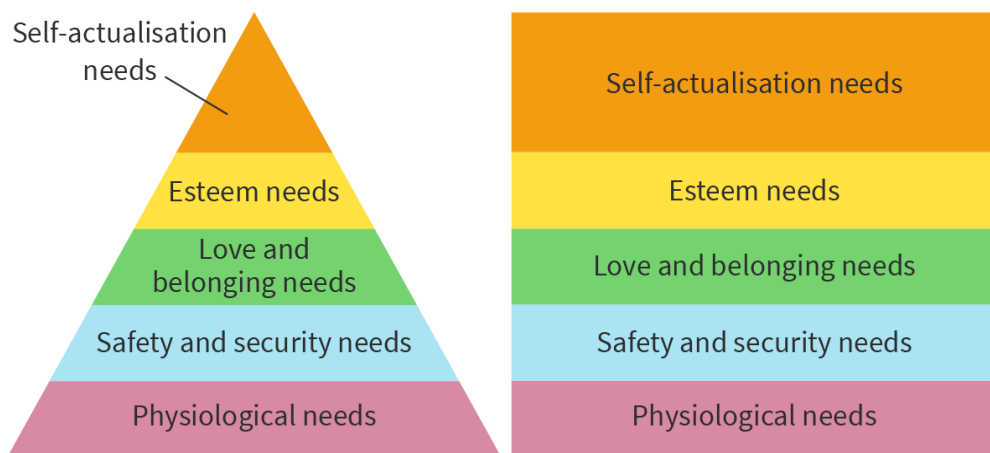 Self-actualisation
needs
Esteem needs
Love and
belonging needs
Safety and security needs
Physiological needs
Self-actualisation needs
Esteem needs
Love and belonging needs
Safety and security needs
Physiological needs